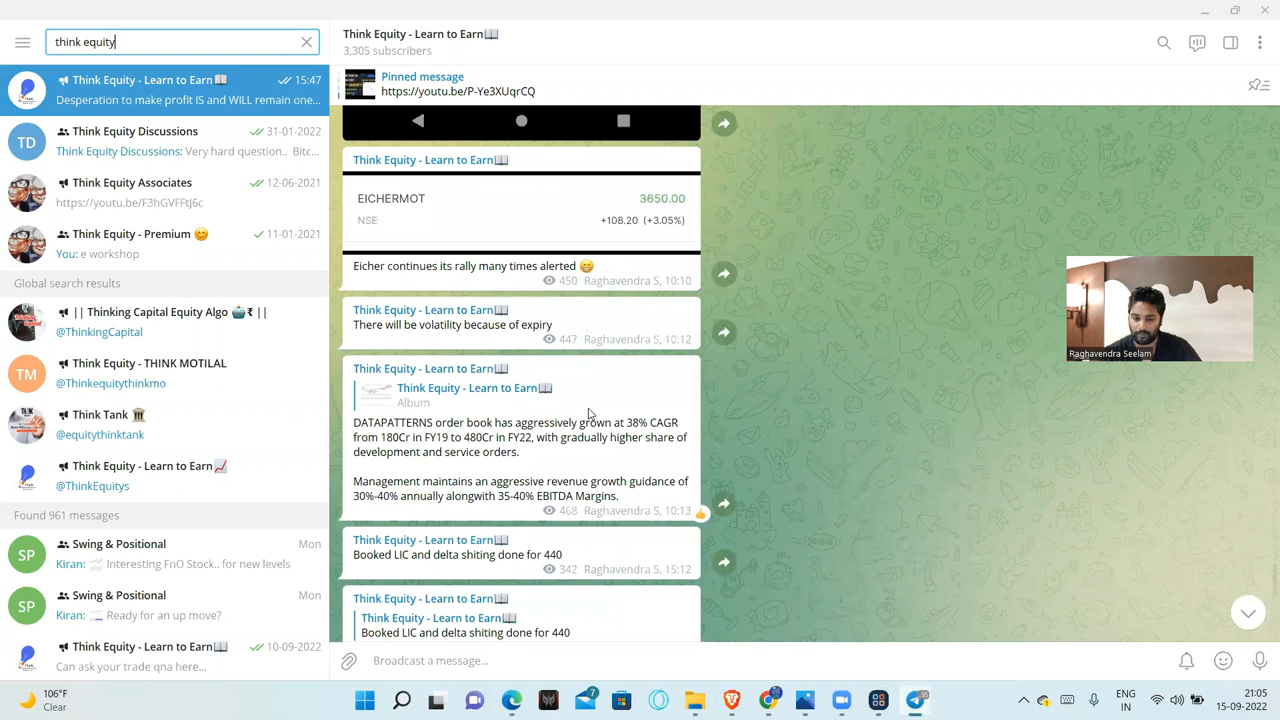 think equity
Think Equity - Learn to Earn📖
15:47
Desperation to make profit IS and WILL remain one...
TD
Think Equity Discussions
31-01-2022
Think Equity Discussions: Very hard question.. Bitc...
Think Equity Associates
12-06-2021
https://youtu.be/F3hGVFFtJ6c
Think Equity - Premium 😊
11-01-2021
You: e workshop
Global search results
|| Thinking Capital Equity Algo 🤖₹ ||
@ThinkingCapital
TM
Think Equity - THINK MOTILAL
@Thinkequitythinkmo
Think Tank 🏛
@equitythinktank
Think Equity - Learn to Earn📈
@ThinkEquitys
Found 961 messages
SP
Swing & Positional
Mon
Kiran: Interesting FnO Stock.. for new levels
SP
Swing & Positional
Mon
Kiran: Ready for an up move?
Think Equity - Learn to Earn📖
10-09-2022
Can ask your trade qna here...
Think Equity - Learn to Earn📖
3,305 subscribers
Pinned message
https://youtu.be/P-Ye3XUqrCQ
Think Equity - Learn to Earn📖
EICHERMOT
3650.00
NSE
+108.20 (+3.05%)
Eicher continues its rally many times alerted 😁
450 Raghavendra S, 10:10
Think Equity - Learn to Earn📖
There will be volatility because of expiry
447 Raghavendra S, 10:12
Think Equity - Learn to Earn📖
Think Equity - Learn to Earn📖
Album
DATAPATTERNS order book has aggressively grown at 38% CAGR
from 180Cr in FY19 to 480Cr in FY22, with gradually higher share of
development and service orders.
Management maintains an aggressive revenue growth guidance of
30%-40% annually alongwith 35-40% EBITDA Margins.
468 Raghavendra S, 10:13
👍
Think Equity - Learn to Earn📖
Booked LIC and delta shiting done for 440
342 Raghavendra S, 15:12
Think Equity - Learn to Earn📖
Think Equity - Learn to Earn📖
Booked LIC and delta shiting done for 440
Broadcast a message...
Raghavendra Seelam
106°F
Clear
7
95
ENG
IN
21:05
15-09-2022